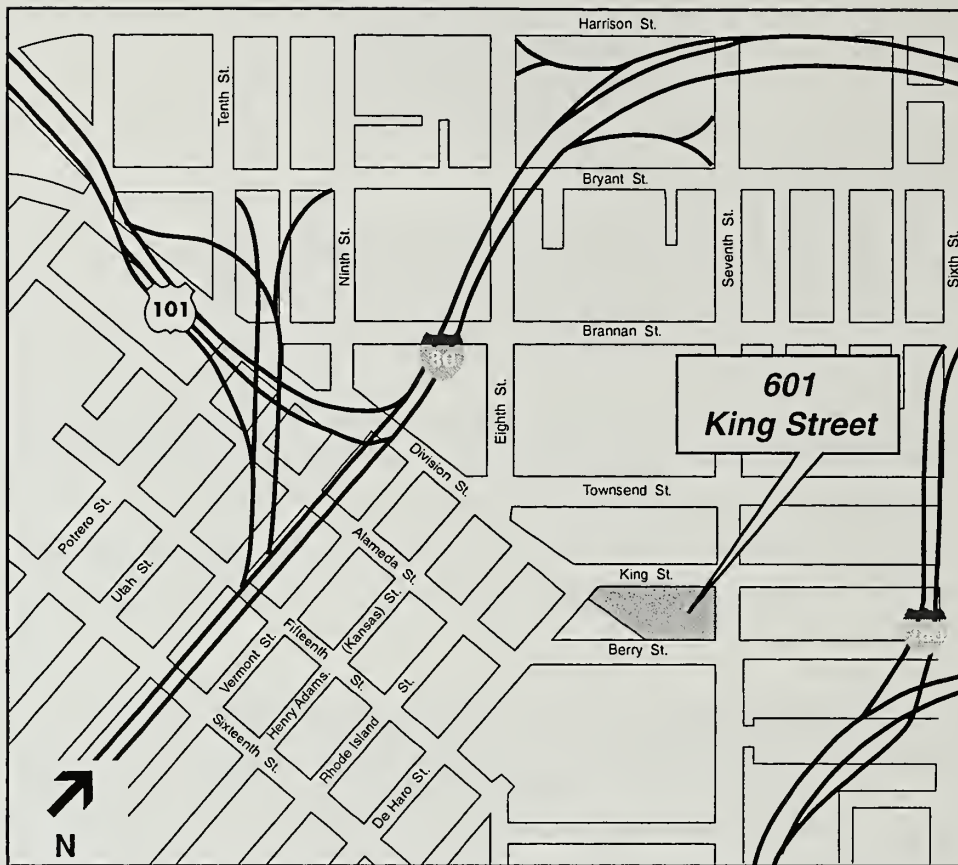 Harrison St.
Tenth St.
Bryant St.
Ninth St.
Seventh St.
Sixth St.
101
Brannan St.
80
601
King Street
Eighth St.
Division St.
Townsend St.
Potrero St.
Alameda St.
Utah St.
King St.
(Kansas) St.
Fifteenth St.
Berry St.
Vermont St.
Henry Adams.
St.
Sixteenth St.
Rhode Island
De Haro St.
N